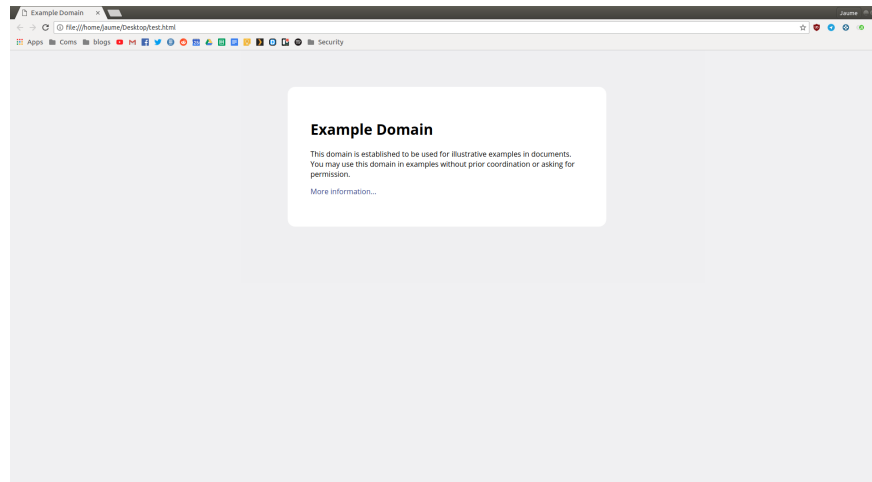 Example Domain
Jaume
file:///home/jaume/Desktop/test.html
Apps Coms blogs Security
Example Domain
This domain is established to be used for illustrative examples in documents.
You may use this domain in examples without prior coordination or asking for
permission.
More information...